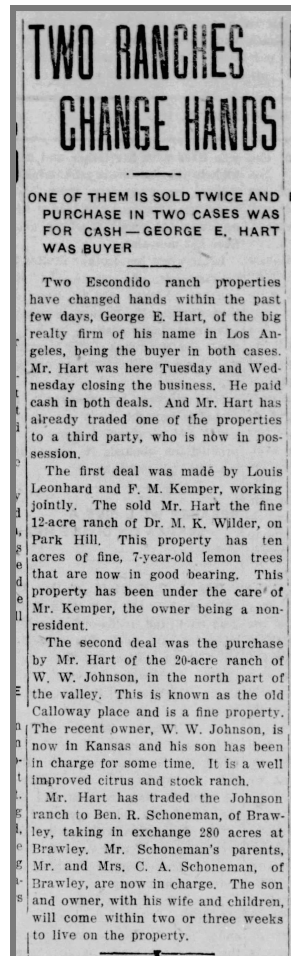 TWO RANCHES
CHANGE HANDS
ONE OF THEM IS SOLD TWICE AND
PURCHASE IN TWO CASES WAS
FOR CASH — GEORGE E. HART
WAS BUYER
Two Escondido ranch properties
have changed hands within the past
few days, George E. Hart, of the big
realty firm of his name in Los An-
geles, being the buyer in both cases.
Mr. Hart was here Tuesday and Wed-
nesday closing the business. He paid
cash in both deals. And Mr. Hart has
already traded one of the properties
to a third party, who is now in pos-
session.
The first deal was made by Louis
Leonhard and F. M. Kemper, working
jointly. The sold Mr. Hart the fine
12-acre ranch of Dr. M. K. Wilder, on
Park Hill. This property has ten
acres of fine, 7-year-old lemon trees
that are now in good bearing. This
property has been under the care of
Mr. Kemper, the owner being a non-
resident.
The second deal was the purchase
by Mr. Hart of the 20-acre ranch of
W. W. Johnson, in the north part of
the valley. This is known as the old
Calloway place and is a fine property.
The recent owner, W. W. Johnson, is
now in Kansas and his son has been
in charge for some time. It is a well
improved citrus and stock ranch.
Mr. Hart has traded the Johnson
ranch to Ben. R. Schoneman, of Braw-
ley, taking in exchange 280 acres at
Brawley. Mr. Schoneman's parents,
Mr. and Mrs. C. A. Schoneman, of
Brawley, are now in charge. The son
and owner, with his wife and children,
will come within two or three weeks
to live on the property.